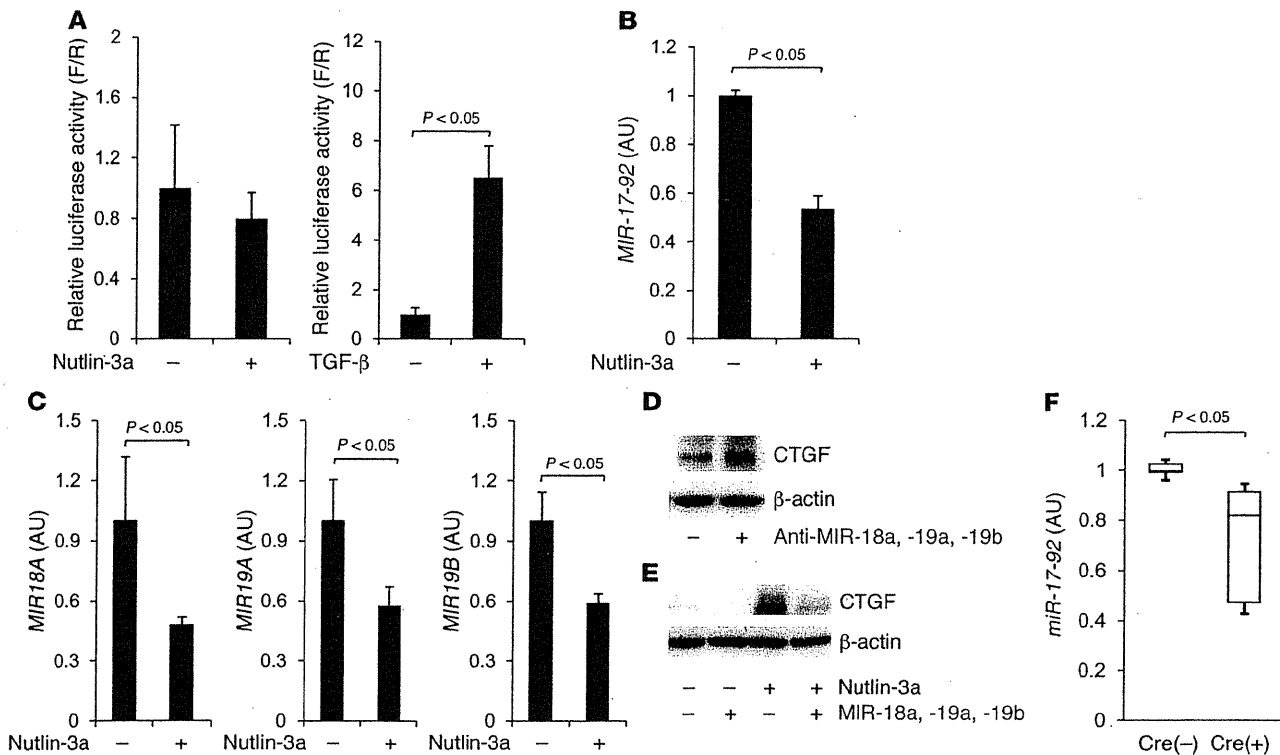 A
Relative luciferase activity (F/R)
2
1.6
1.2
0.8
0.4
0
Nutlin-3a − +
Relative luciferase activity (F/R)
12
10
8
6
4
2
0
P < 0.05
TGF-β − +
B
MIR-17-92 (AU)
1.2
1
0.8
0.6
0.4
0.2
0
P < 0.05
Nutlin-3a − +
C
MIR18A (AU)
1.5
1.2
0.9
0.6
0.3
0
P < 0.05
Nutlin-3a − +
MIR19A (AU)
1.5
1.2
0.9
0.6
0.3
0
P < 0.05
Nutlin-3a − +
MIR19B (AU)
1.5
1.2
0.9
0.6
0.3
0
P < 0.05
Nutlin-3a − +
D
CTGF
β-actin
− + Anti-MIR-18a, -19a, -19b
E
CTGF
β-actin
− − + + Nutlin-3a
− + − + MIR-18a, -19a, -19b
F
miR-17-92 (AU)
1.2
1
0.8
0.6
0.4
0.2
0
P < 0.05
Cre(−) Cre(+)